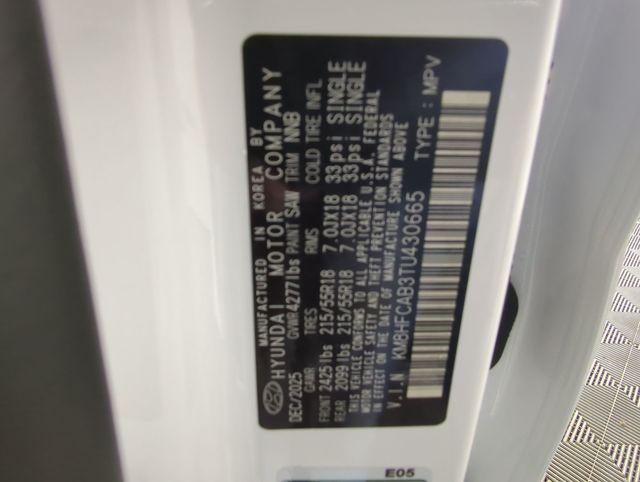 MANUFACTURED IN KOREA BY
HYUNDAI MOTOR COMPANY
DEC/2025 GVWR 4277lbs PAINT SAW TRIM NNB
GAWR TIRES RIMS COLD TIRE INFL
FRONT 2425lbs 215/55R18 7.0JX18 33psi SINGLE
REAR 2099lbs 215/55R18 7.0JX18 33psi SINGLE
THIS VEHICLE CONFORMS TO ALL APPLICABLE U.S.A. FEDERAL
MOTOR VEHICLE SAFETY AND THEFT PREVENTION STANDARDS
IN EFFECT ON THE DATE OF MANUFACTURE SHOWN ABOVE
V.I.N KM8HFCAB3TU430665 TYPE : MPV
E05